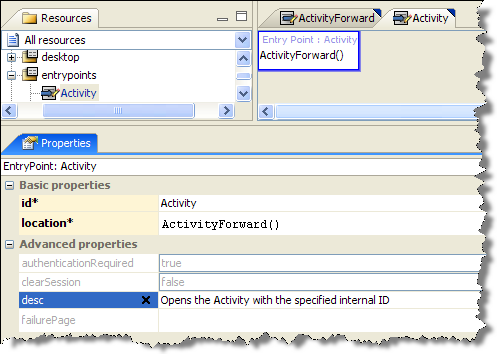 Resources
ActivityForward
Activity
All resources
Entry Point : Activity
desktop
ActivityForward()
entrypoints
Activity
Properties
EntryPoint: Activity
Basic properties
id* Activity
location* ActivityForward()
Advanced properties
authenticationRequired true
clearSession false
desc Opens the Activity with the specified internal ID
failurePage